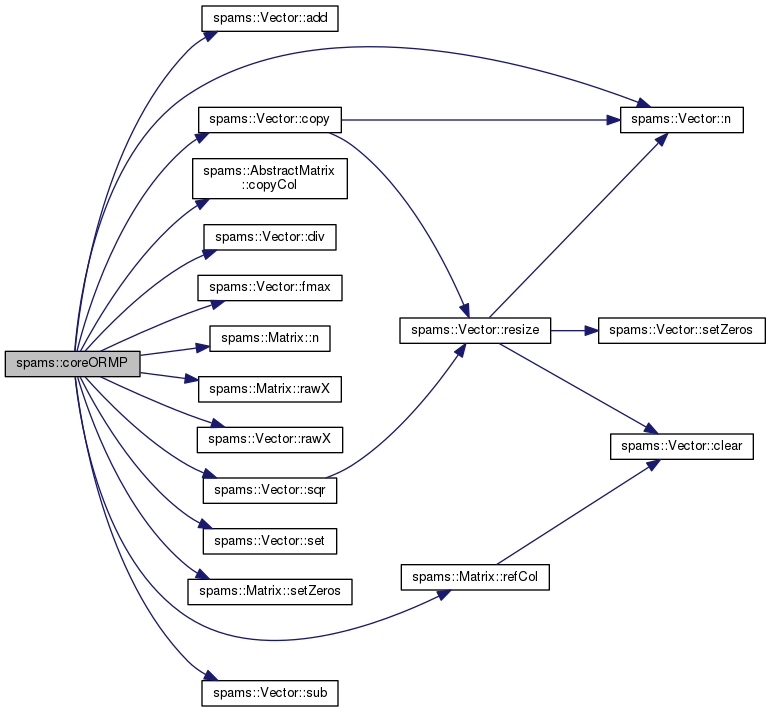 spams::Vector::add
spams::Vector::copy
spams::Vector::n
spams::AbstractMatrix
::copyCol
spams::Vector::div
spams::Vector::fmax
spams::Matrix::n
spams::Vector::resize
spams::Vector::setZeros
spams::coreORMP
spams::Matrix::rawX
spams::Vector::rawX
spams::Vector::clear
spams::Vector::sqr
spams::Vector::set
spams::Matrix::refCol
spams::Matrix::setZeros
spams::Vector::sub